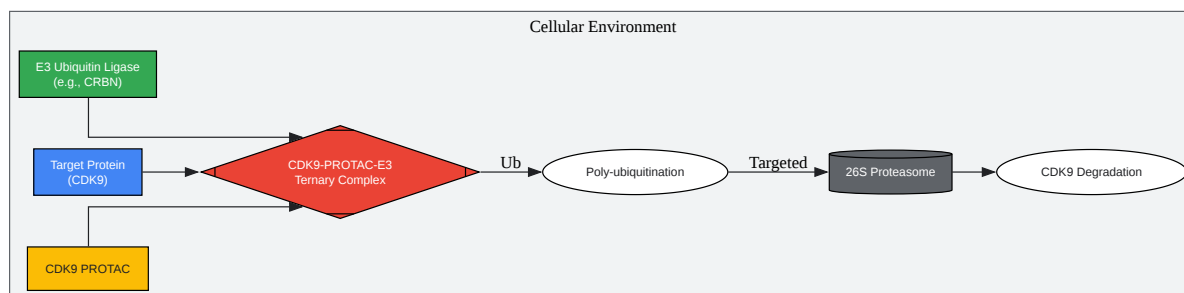 Cellular Environment
E3 Ubiquitin Ligase
(e.g., CRBN)
Target Protein
(CDK9)
CDK9 PROTAC
CDK9-PROTAC-E3
Ternary Complex
Ub
Poly-ubiquitination
Targeted
26S Proteasome
CDK9 Degradation